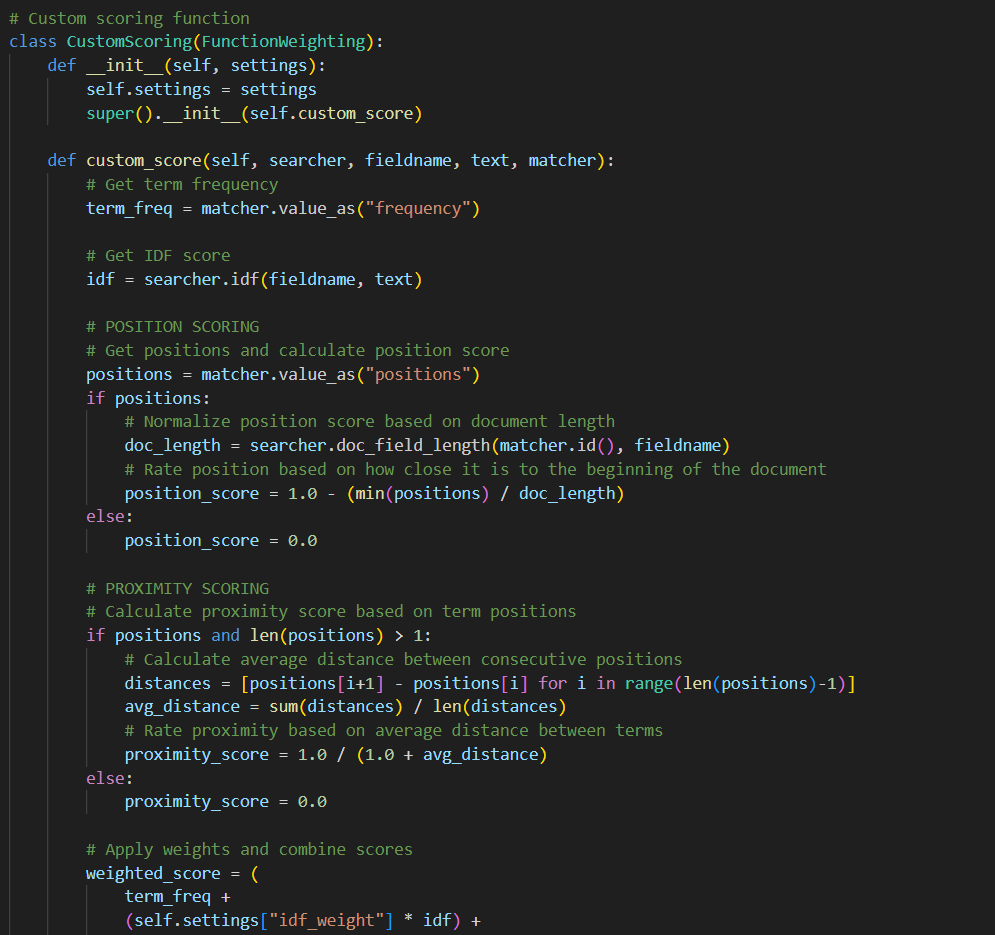 # Custom scoring function
class CustomScoring(FunctionWeighting):
    def __init__(self, settings):
        self.settings = settings
        super().__init__(self.custom_score)

    def custom_score(self, searcher, fieldname, text, matcher):
        # Get term frequency
        term_freq = matcher.value_as("frequency")

        # Get IDF score
        idf = searcher.idf(fieldname, text)

        # POSITION SCORING
        # Get positions and calculate position score
        positions = matcher.value_as("positions")
        if positions:
            # Normalize position score based on document length
            doc_length = searcher.doc_field_length(matcher.id(), fieldname)
            # Rate position based on how close it is to the beginning of the document
            position_score = 1.0 - (min(positions) / doc_length)
        else:
            position_score = 0.0

        # PROXIMITY SCORING
        # Calculate proximity score based on term positions
        if positions and len(positions) > 1:
            # Calculate average distance between consecutive positions
            distances = [positions[i+1] - positions[i] for i in range(len(positions)-1)]
            avg_distance = sum(distances) / len(distances)
            # Rate proximity based on average distance between terms
            proximity_score = 1.0 / (1.0 + avg_distance)
        else:
            proximity_score = 0.0

        # Apply weights and combine scores
        weighted_score = (
            term_freq +
            (self.settings["idf_weight"] * idf) +